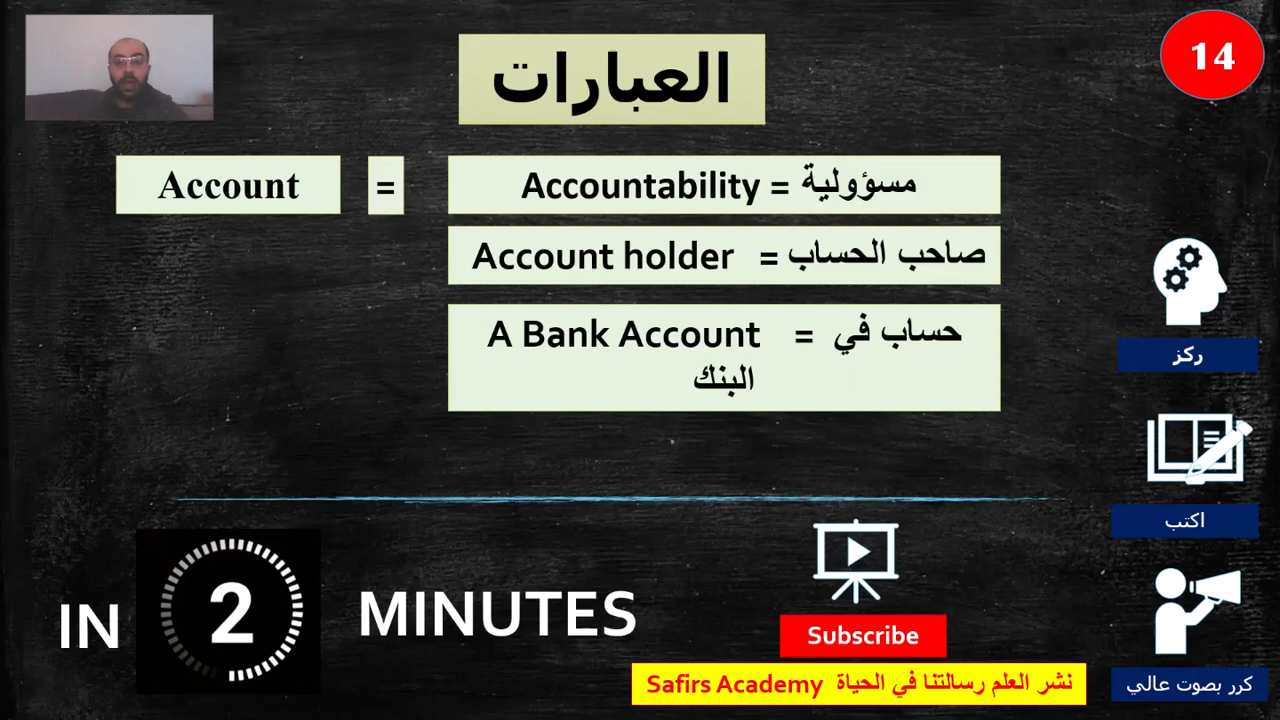 العبارات
14
Account = Accountability = مسؤولية
Account holder = صاحب الحساب
A Bank Account = حساب في
البنك
ركز
اكتب
IN 2 MINUTES
Subscribe
Safirs Academy نشر العلم رسالتنا في الحياة
كرر بصوت عالي